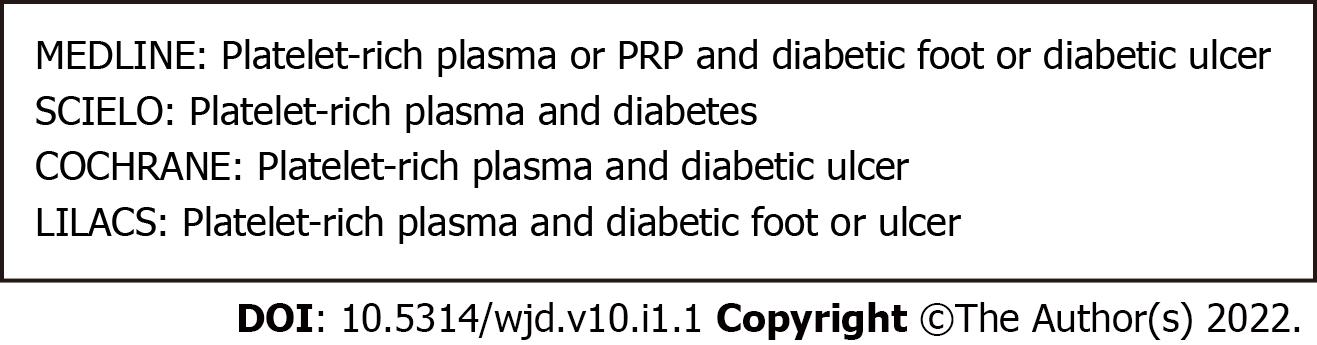 MEDLINE: Platelet-rich plasma or PRP and diabetic foot or diabetic ulcer
SCIELO: Platelet-rich plasma and diabetes
COCHRANE: Platelet-rich plasma and diabetic ulcer
LILACS: Platelet-rich plasma and diabetic foot or ulcer
DOI: 10.5314/wjd.v10.i1.1 Copyright ©The Author(s) 2022.